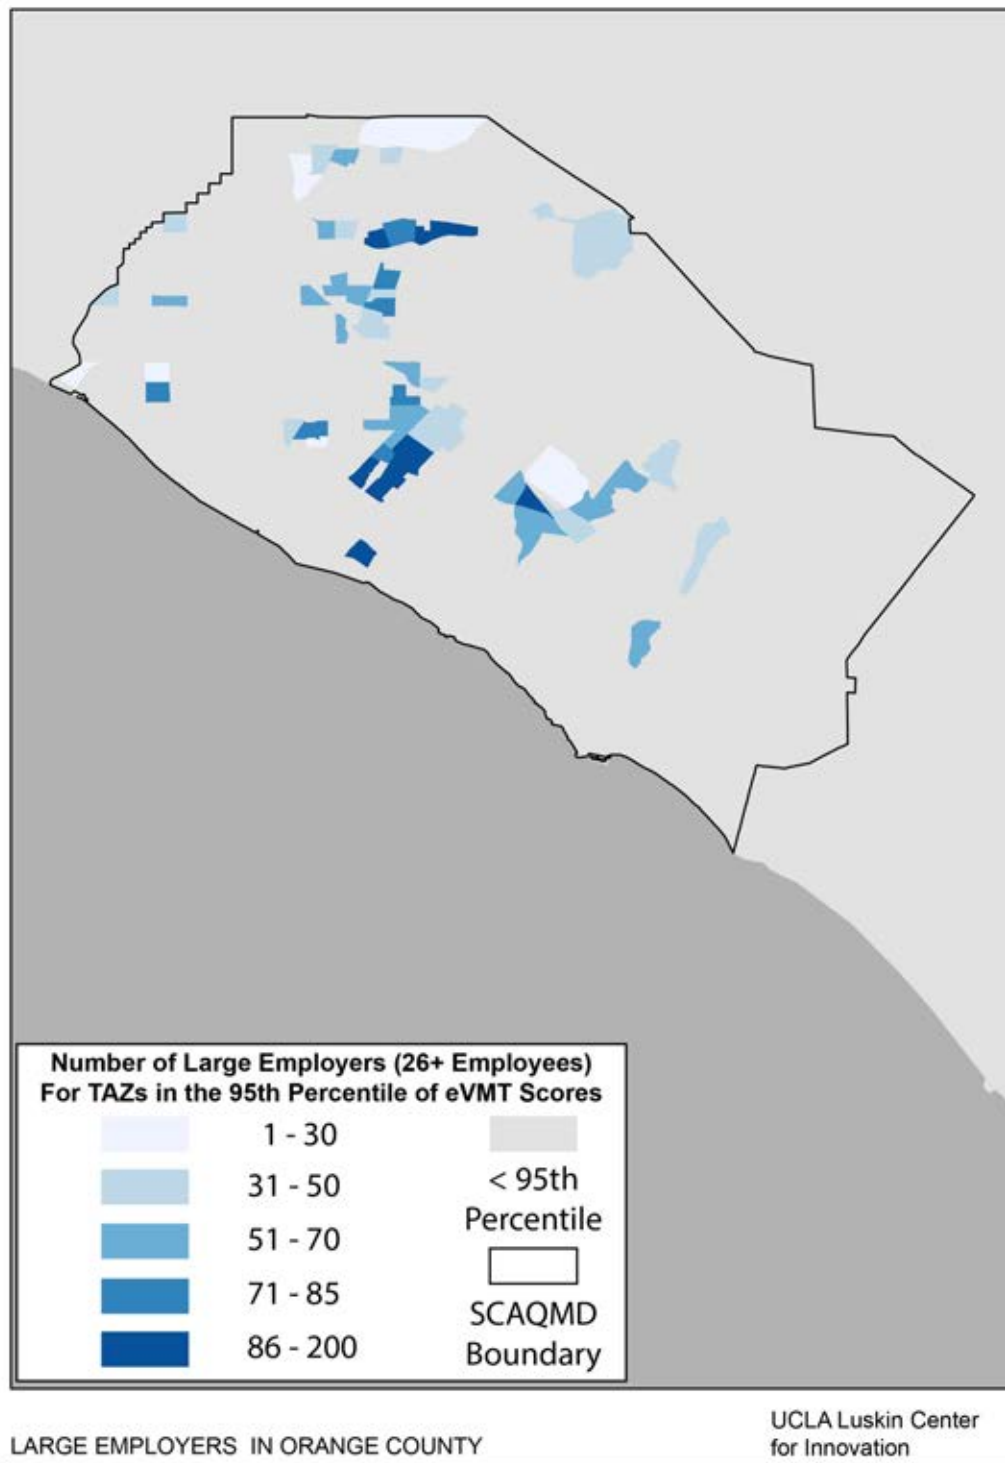 Number of Large Employers (26+ Employees)
For TAZs in the 95th Percentile of eVMT Scores
1 - 30
31 - 50
51 - 70
71 - 85
86 - 200
< 95th
Percentile
SCAQMD
Boundary
LARGE EMPLOYERS IN ORANGE COUNTY
UCLA Luskin Center
for Innovation